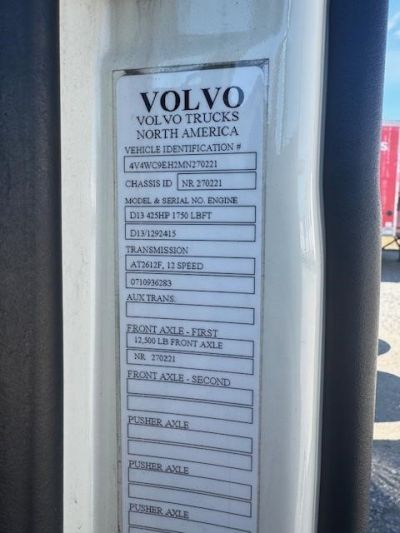 VOLVO
VOLVO TRUCKS
NORTH AMERICA
VEHICLE IDENTIFICATION #
4V4WC9EH2MN270221
CHASSIS ID NR 270221
MODEL & SERIAL NO. ENGINE
D13 425HP 1750 LBFT
D13/1292415
TRANSMISSION
AT2612F, 12 SPEED
0710936283
AUX TRANS.
FRONT AXLE - FIRST
12,500 LB FRONT AXLE
NR 270221
FRONT AXLE - SECOND
PUSHER AXLE
PUSHER AXLE
PUSHER AXLE